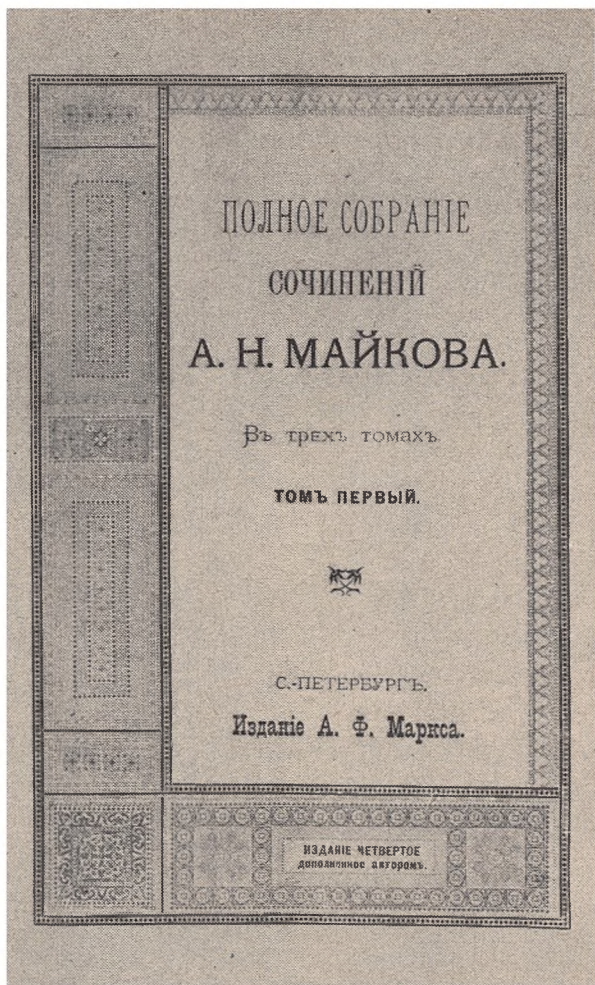 ПОЛНОЕ СОБРАНІЕ
СОЧИНЕНІЙ
А. Н. МАЙКОВА.
Въ трехъ томахъ
ТОМЪ ПЕРВЫЙ.
С.-ПЕТЕРБУРГЪ.
Изданіе А. Ф. Маркса.
ИЗДАНІЕ ЧЕТВЕРТОЕ
дополненное авторомъ.